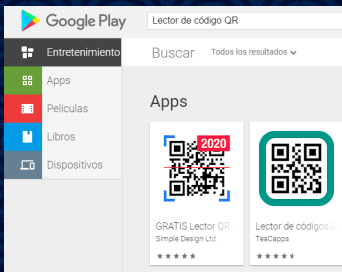 Google Play
Lector de código QR
Entretenimiento
Buscar
Todos los resultados
Apps
Películas
Libros
Dispositivos
Apps
2020
GRATIS Lector QR -
Simple Design Ltd.
Lector de códigos
TeaCapps